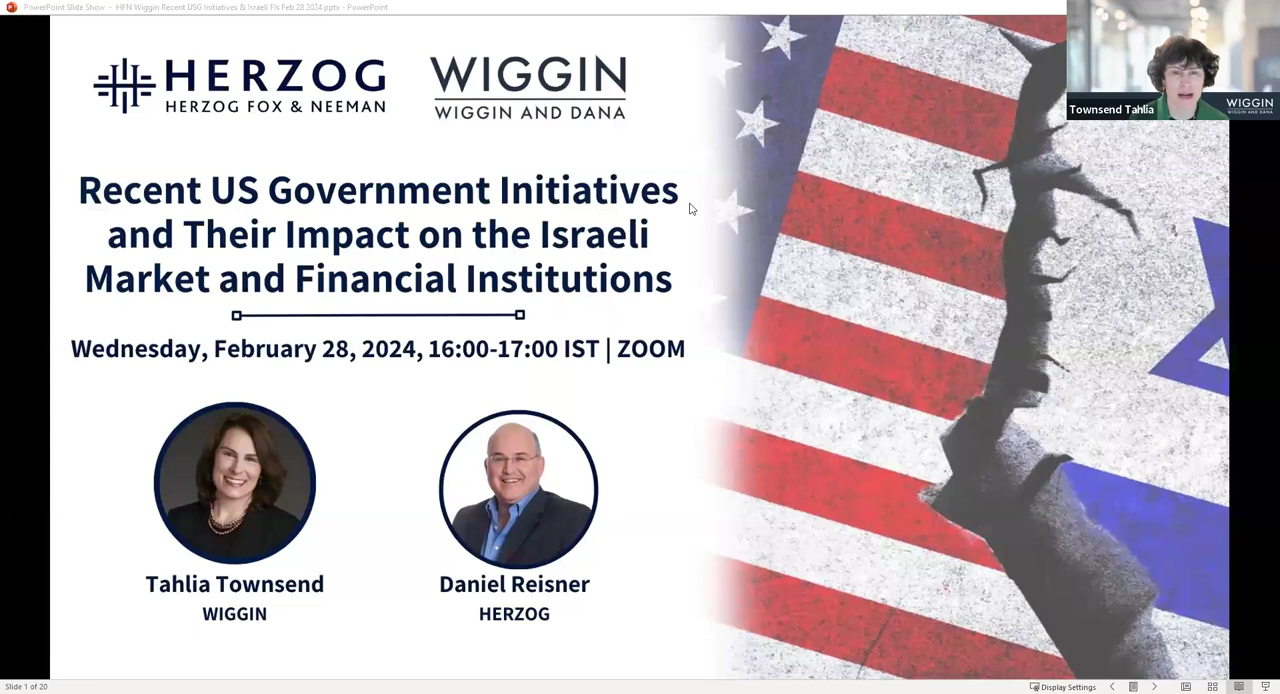 PowerPoint Slide Show - HFN Wiggin Recent USG Initiatives & Israeli FIs Feb 28 2024.pptx - PowerPoint
HERZOG
HERZOG FOX & NEEMAN
WIGGIN
WIGGIN AND DANA
Townsend Tahlia
WIGGIN
WIGGIN AND DANA
Recent US Government Initiatives
and Their Impact on the Israeli
Market and Financial Institutions
Wednesday, February 28, 2024, 16:00-17:00 IST | ZOOM
Tahlia Townsend
WIGGIN
Daniel Reisner
HERZOG
Slide 1 of 20
Display Settings